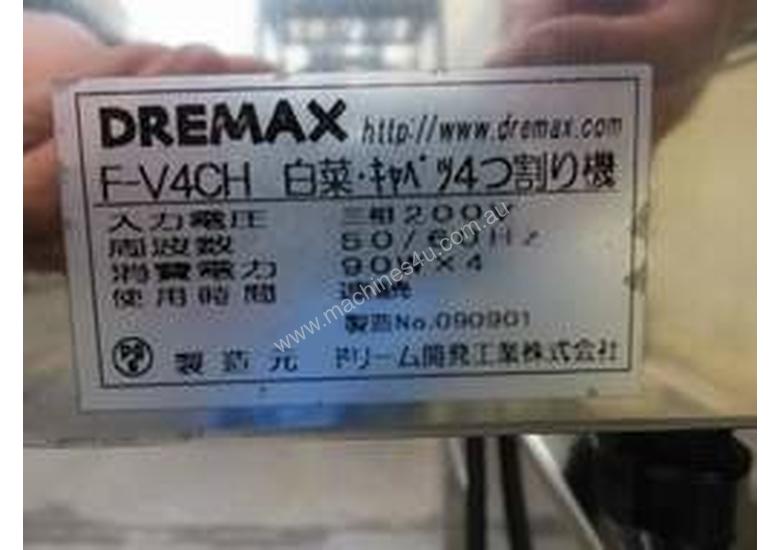 DREMAX http://www.dremax.com
F-V4CH 白菜・ｷｬﾍﾞﾂ4つ割り機
入力電圧 三相200V
周波数 50/60Hz
消費電力 90W×4
使用時間 連続
製造No.090901
製造元 ドリーム開発工業株式会社
www.machines4u.com.au